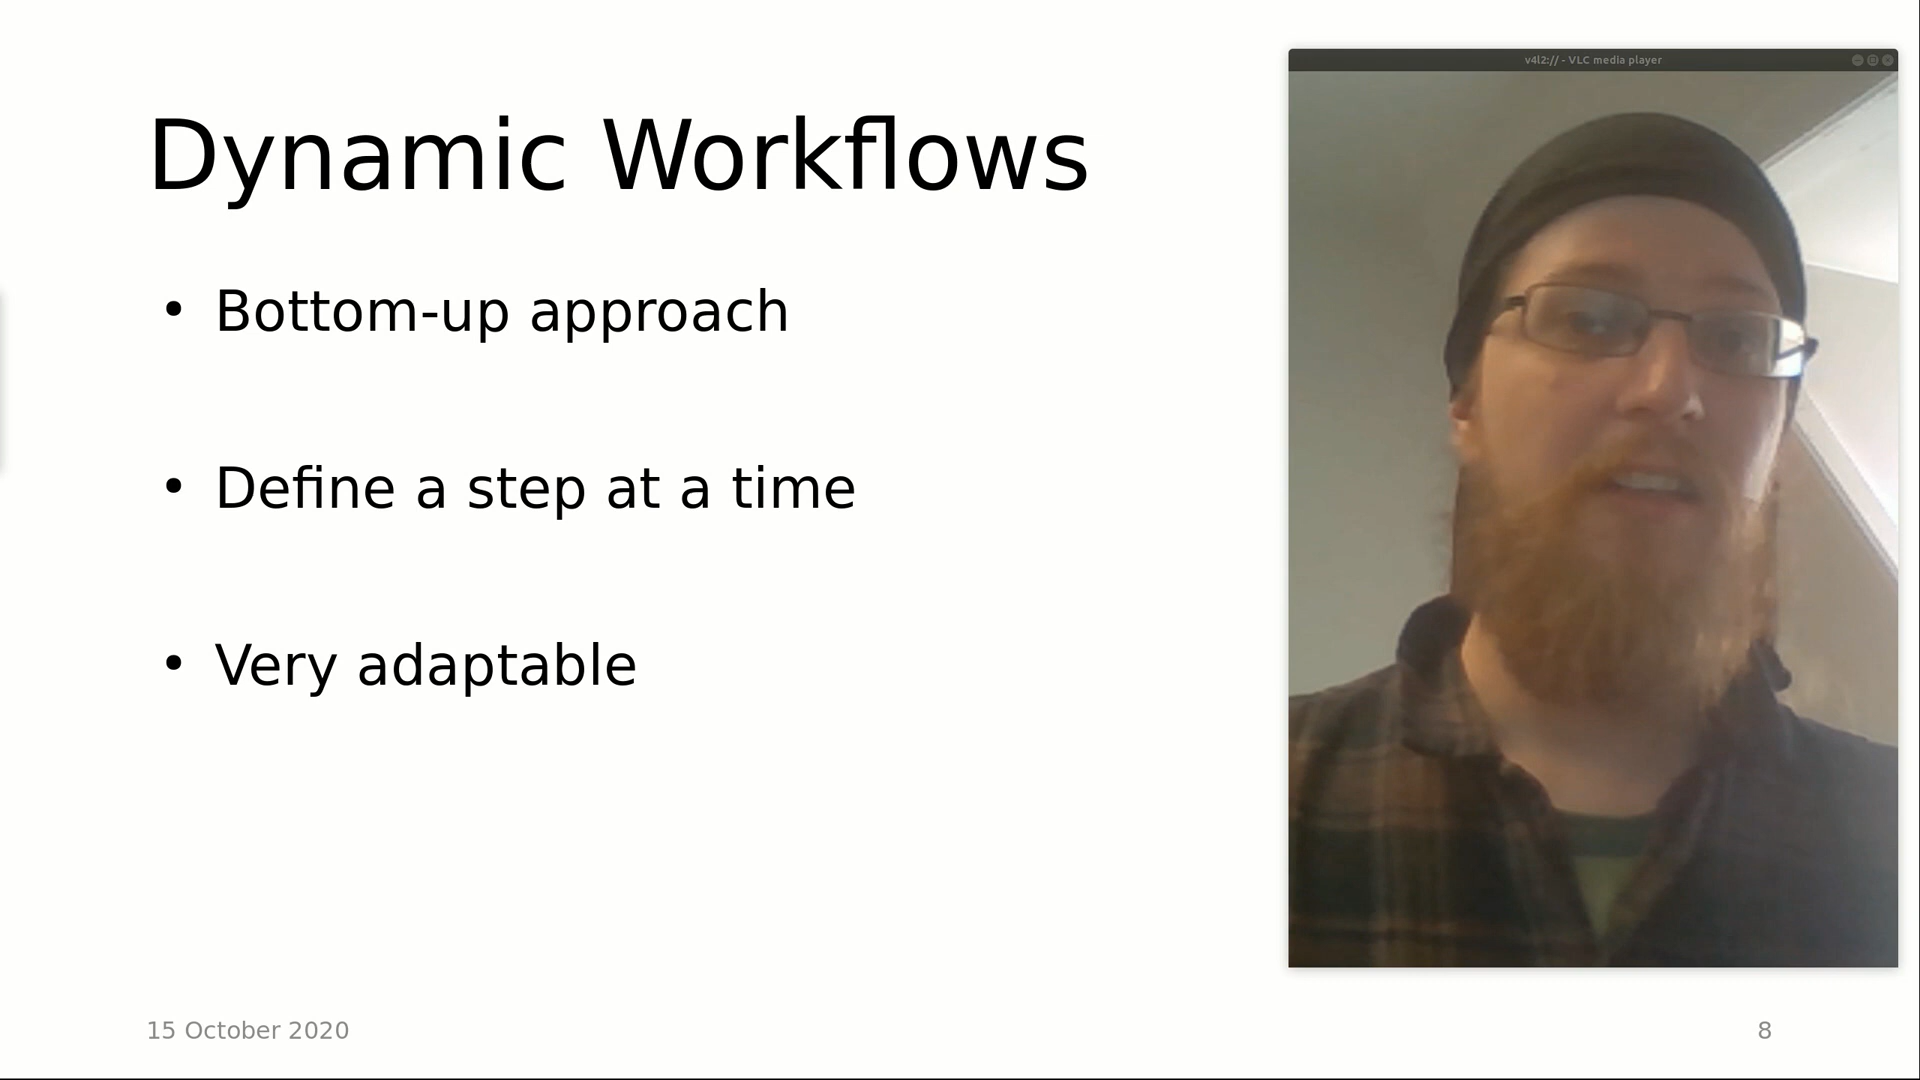 v4l2:// - VLC media player
Dynamic Workflows
• Bottom-up approach
• Define a step at a time
• Very adaptable
15 October 2020
8